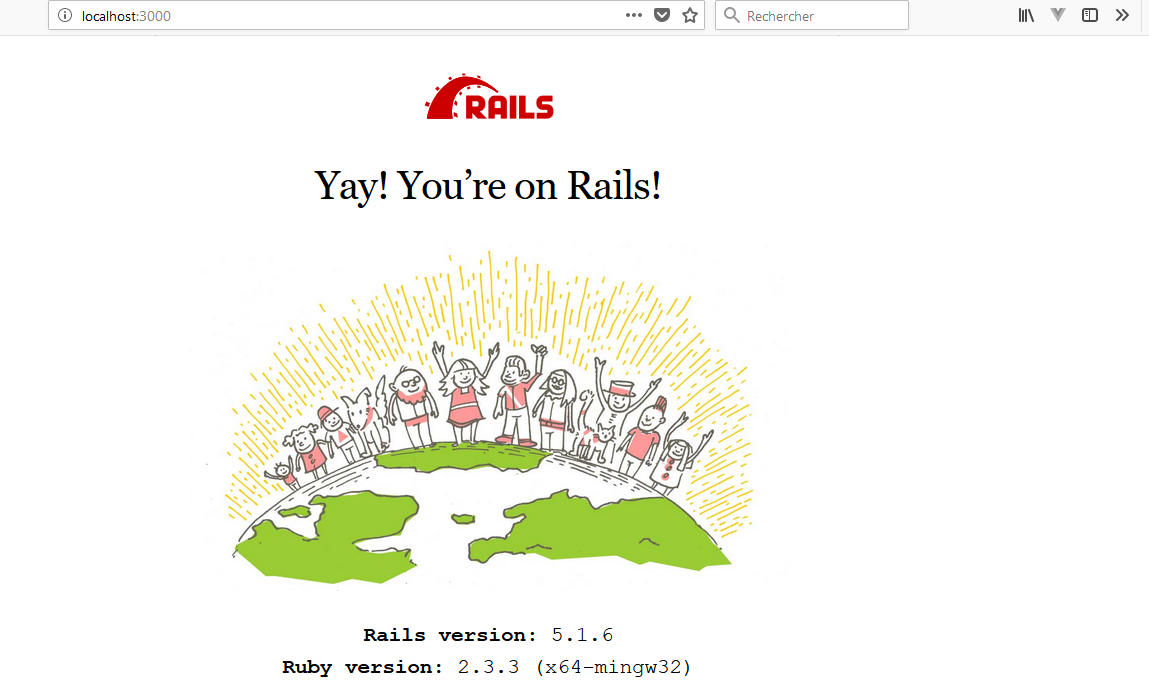 localhost:3000
Rechercher
RAILS
Yay! You’re on Rails!
Rails version: 5.1.6
Ruby version: 2.3.3 (x64-mingw32)